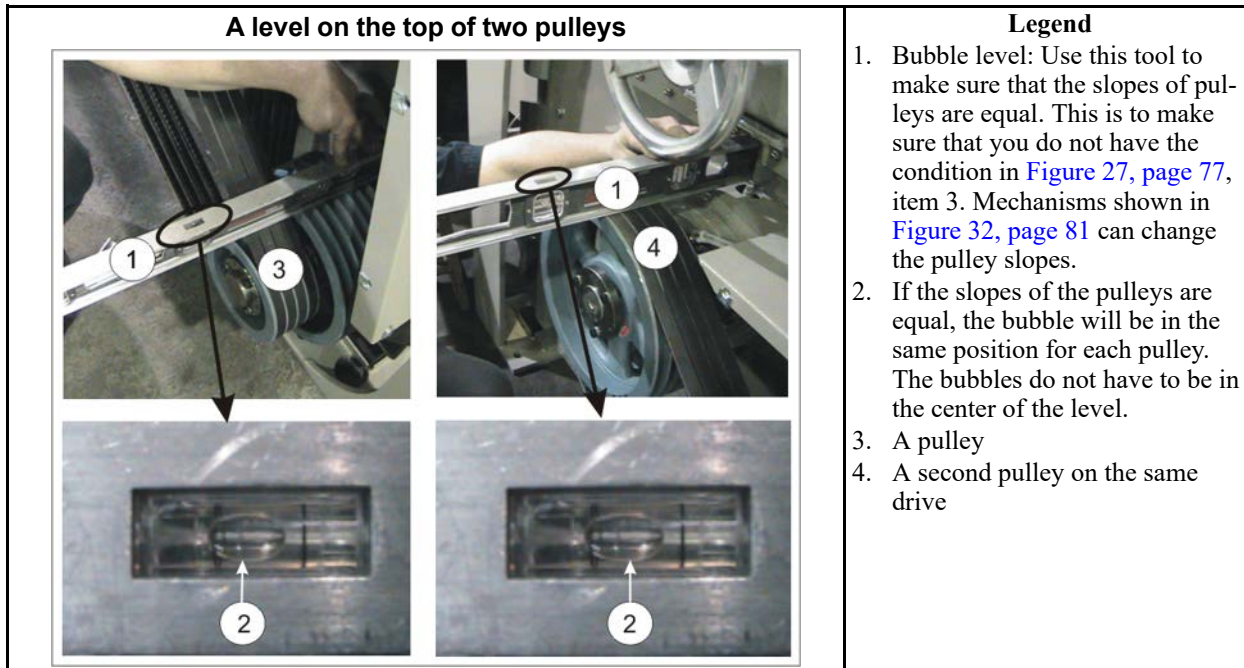 A level on the top of two pulleys
1
3
1
4
2
2
Legend
1. Bubble level: Use this tool to
make sure that the slopes of pul-
leys are equal. This is to make
sure that you do not have the
condition in Figure 27, page 77,
item 3. Mechanisms shown in
Figure 32, page 81 can change
the pulley slopes.
2. If the slopes of the pulleys are
equal, the bubble will be in the
same position for each pulley.
The bubbles do not have to be in
the center of the level.
3. A pulley
4. A second pulley on the same
drive